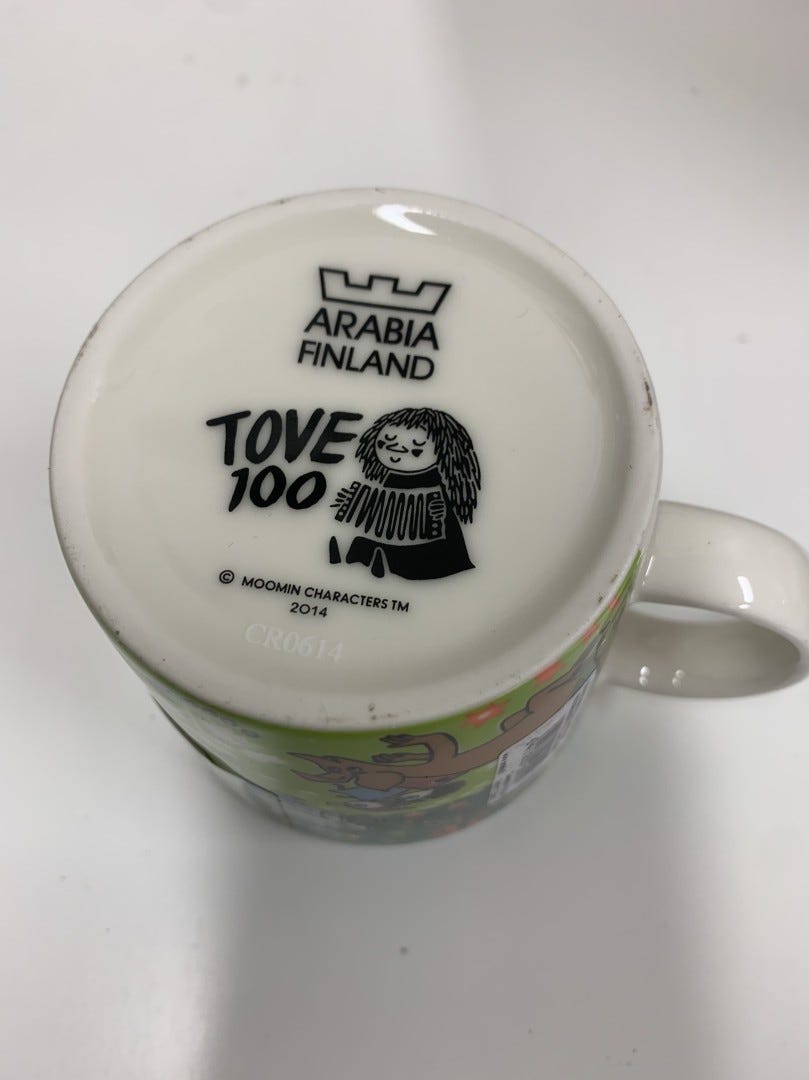 ARABIA
FINLAND
TOVE
100
© MOOMIN CHARACTERS TM
2014
CR0614